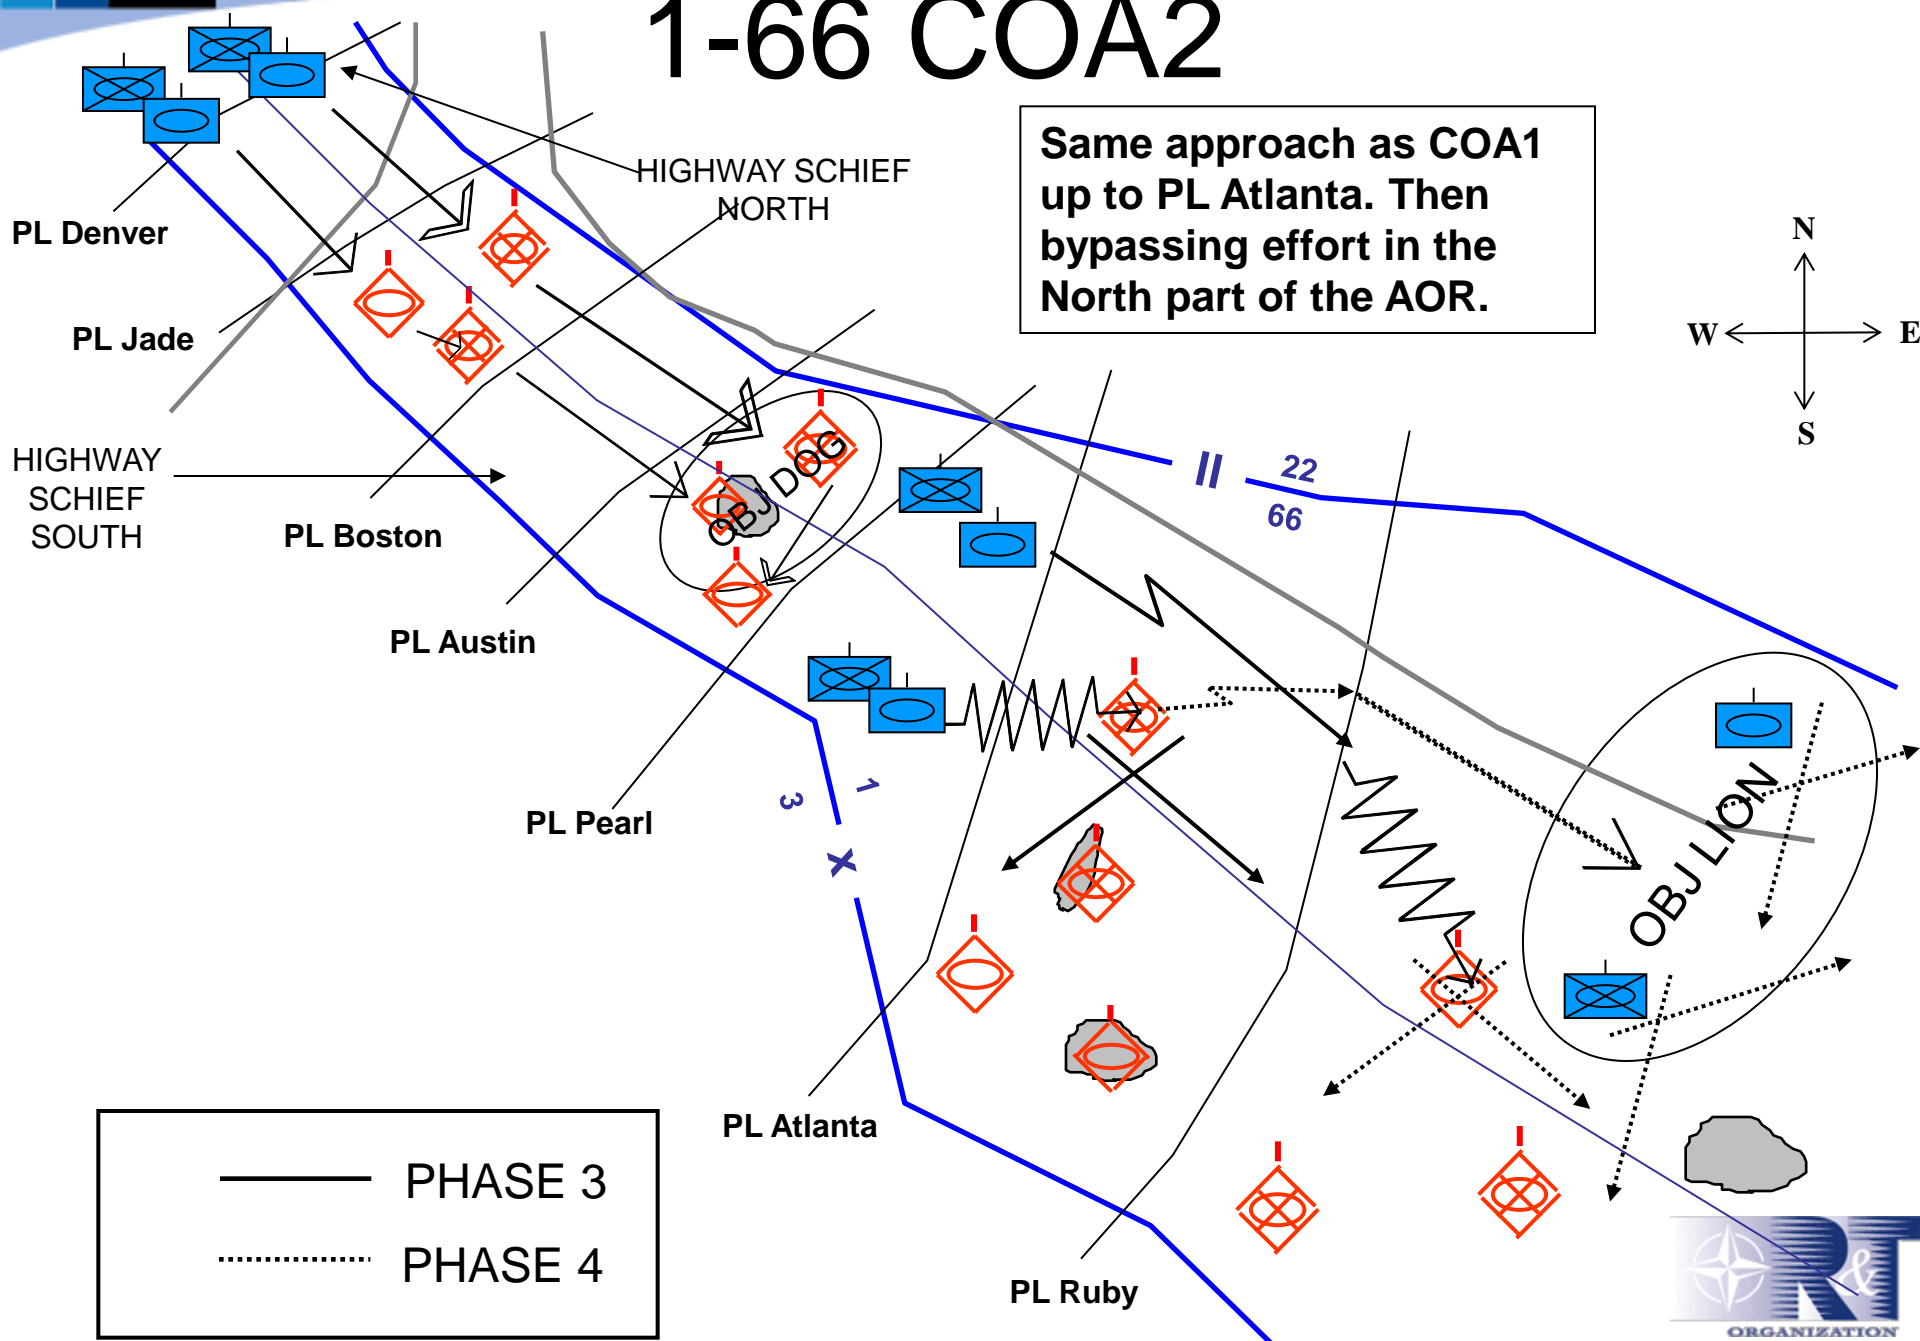 1-66 COA2
Same approach as COA1
up to PL Atlanta. Then
bypassing effort in the
North part of the AOR.
HIGHWAY SCHIEF
NORTH
PL Denver
N
W
E
S
PL Jade
HIGHWAY
SCHIEF
SOUTH
PL Boston
OBJ DOG
II
22
66
PL Austin
PL Pearl
1
3
X
OBJ LION
PL Atlanta
PL Ruby
PHASE 3
PHASE 4
R&T
ORGANIZATION